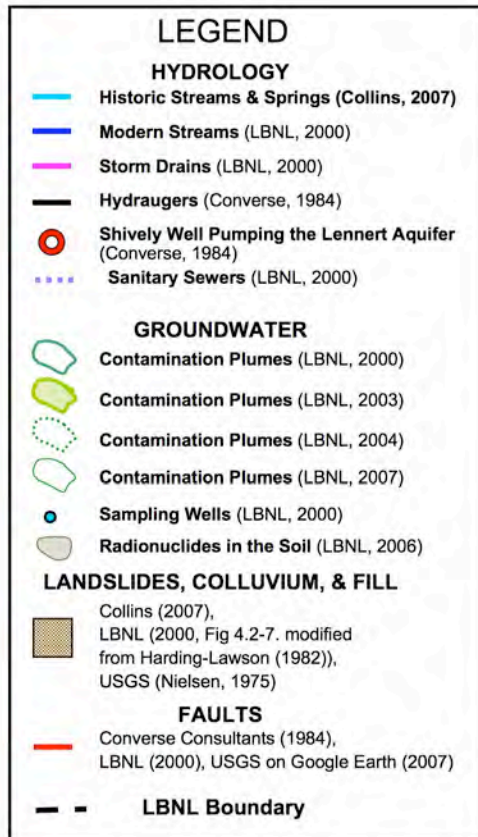 LEGEND
HYDROLOGY
Historic Streams & Springs (Collins, 2007)
Modern Streams (LBNL, 2000)
Storm Drains (LBNL, 2000)
Hydraugers (Converse, 1984)
Shively Well Pumping the Lennert Aquifer
(Converse, 1984)
Sanitary Sewers (LBNL, 2000)
GROUNDWATER
Contamination Plumes (LBNL, 2000)
Contamination Plumes (LBNL, 2003)
Contamination Plumes (LBNL, 2004)
Contamination Plumes (LBNL, 2007)
Sampling Wells (LBNL, 2000)
Radionuclides in the Soil (LBNL, 2006)
LANDSLIDES, COLLUVIUM, & FILL
Collins (2007),
LBNL (2000, Fig 4.2-7. modified
from Harding-Lawson (1982)),
USGS (Nielsen, 1975)
FAULTS
Converse Consultants (1984),
LBNL (2000), USGS on Google Earth (2007)
LBNL Boundary